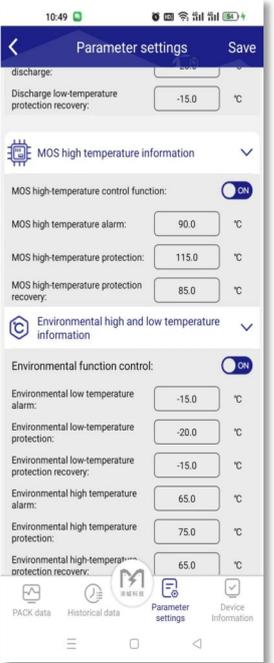 10:49
54
Parameter settings
Save
discharge:
Discharge low-temperature
protection recovery:
-15.0
℃
MOS high temperature information
MOS high-temperature control function:
ON
MOS high temperature alarm:
90.0
℃
MOS high-temperature protection:
115.0
℃
MOS high-temperature protection
recovery:
85.0
℃
Environmental high and low temperature
information
Environmental function control:
ON
Environmental low temperature
alarm:
-15.0
℃
Environmental low-temperature
protection:
-20.0
℃
Environmental low-temperature
protection recovery:
-15.0
℃
Environmental high temperature
alarm:
65.0
℃
Environmental high temperature
protection:
75.0
℃
Environmental high-temperature
protection recovery:
65.0
℃
PACK data
Historical data
Parameter
settings
Device
Information